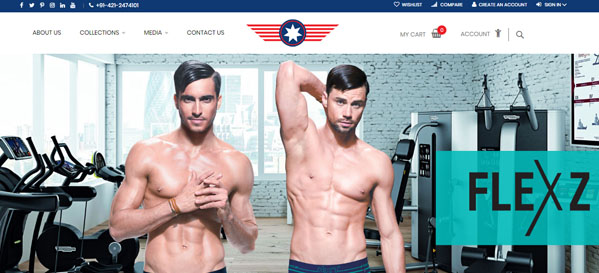 +91-421-2474101 WISHLIST COMPARE CREATE AN ACCOUNT SIGN IN
ABOUT US COLLECTIONS MEDIA CONTACT US MY CART 0 ACCOUNT
FLEXZ